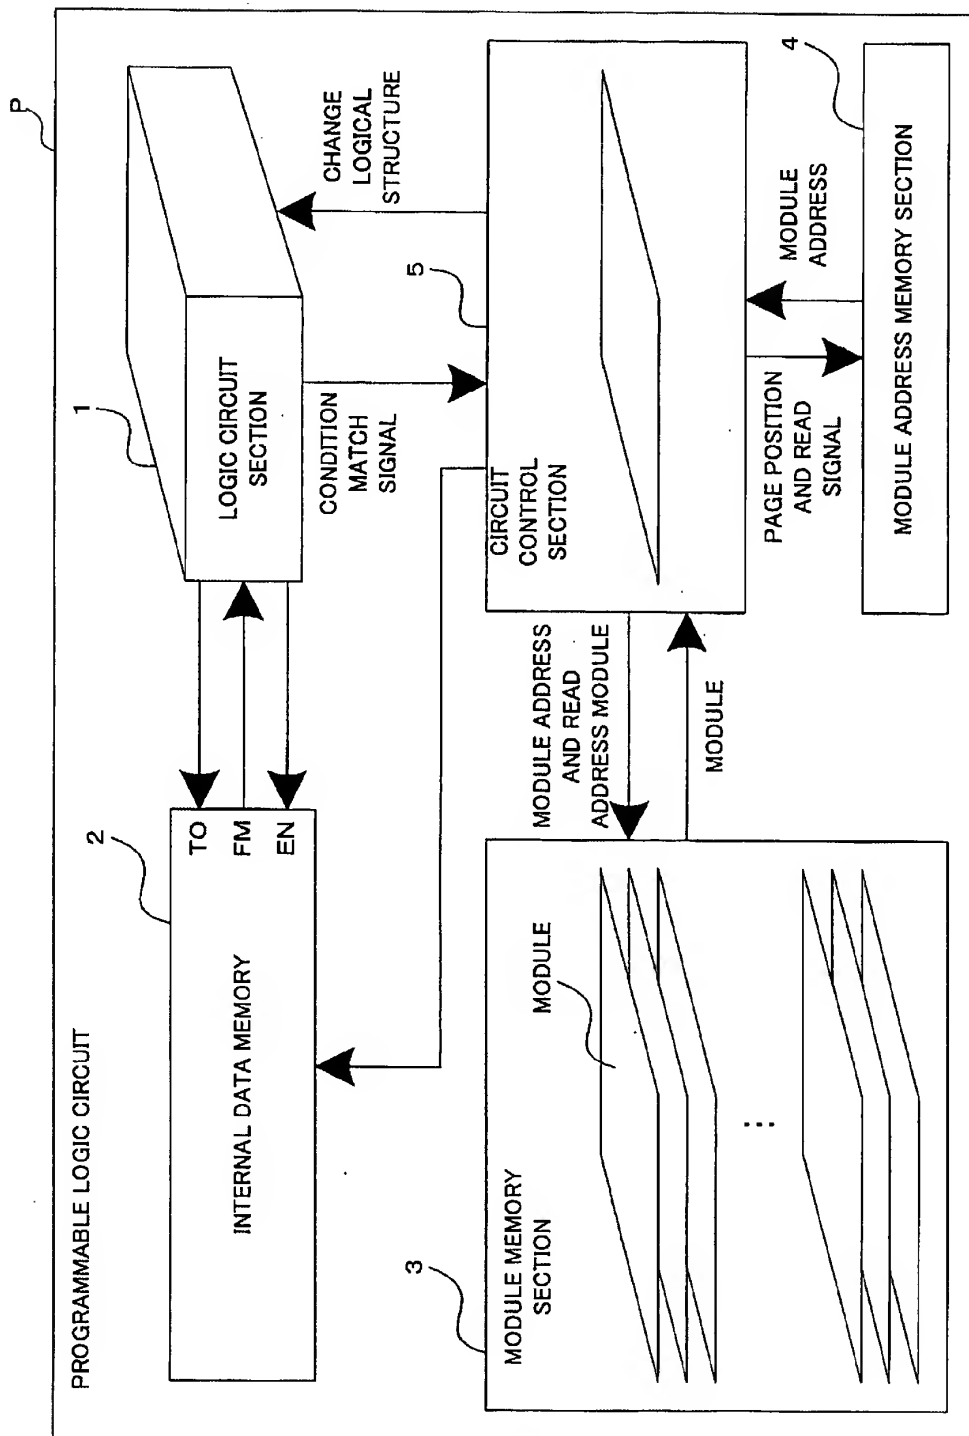 PROGRAMMABLE LOGIC CIRCUIT
P
2
INTERNAL DATA MEMORY
TO
FM
EN
1
LOGIC CIRCUIT
SECTION
CONDITION
MATCH
SIGNAL
CHANGE
LOGICAL
STRUCTURE
3
MODULE MEMORY
SECTION
MODULE
...
MODULE ADDRESS
AND READ
ADDRESS MODULE
MODULE
5
CIRCUIT
CONTROL
SECTION
PAGE POSITION
AND READ
SIGNAL
MODULE
ADDRESS
4
MODULE ADDRESS MEMORY SECTION